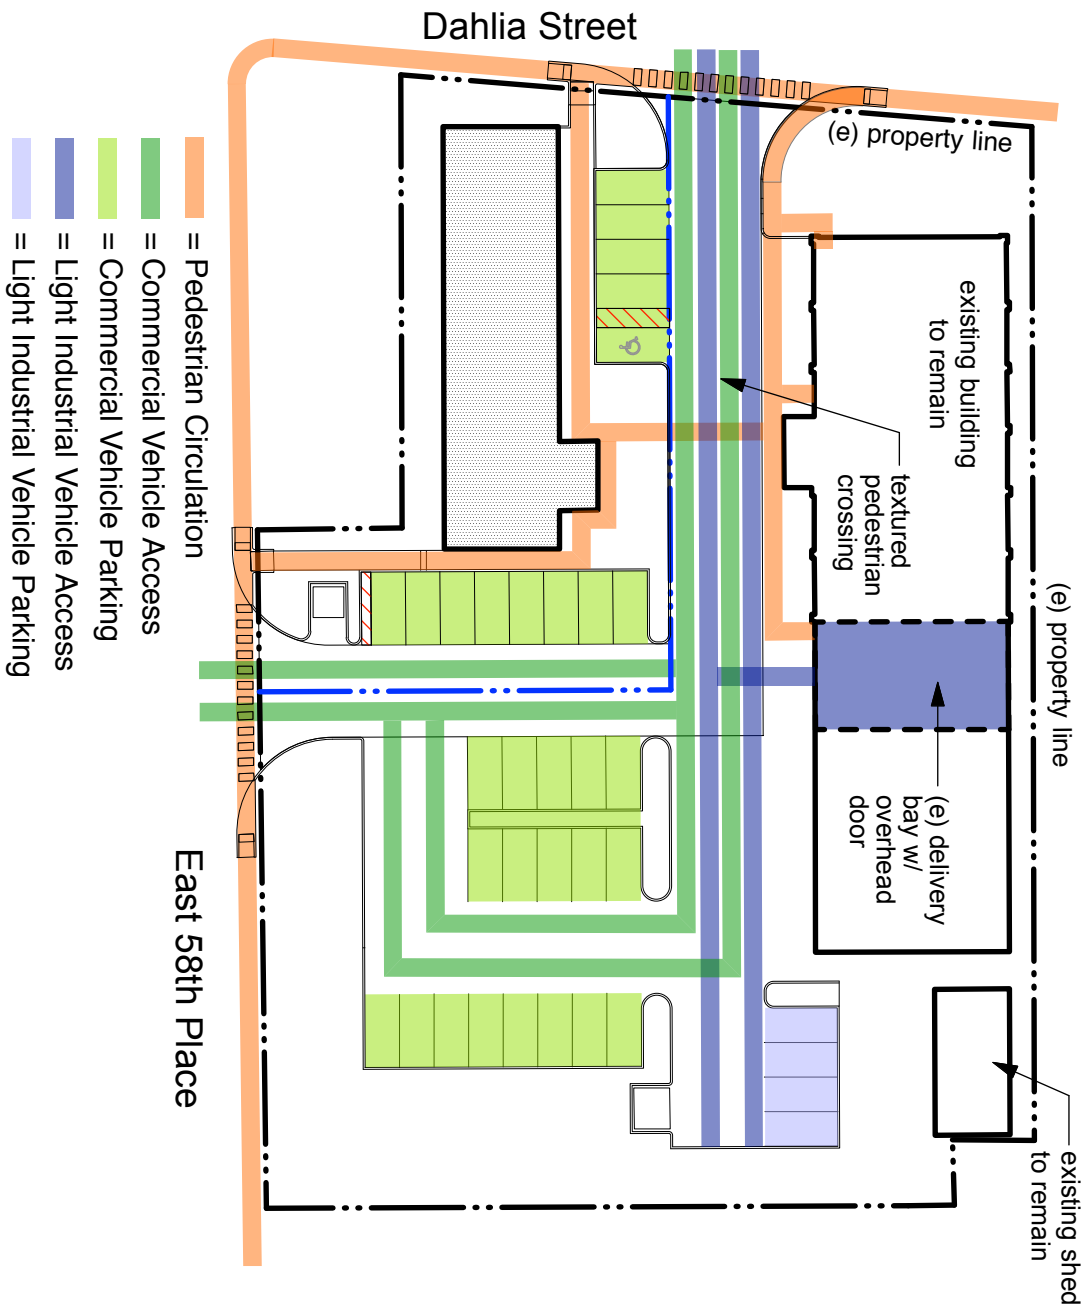 Dahlia Street
(e) property line
existing building
to remain
textured
pedestrian
crossing
(e) property line
(e) delivery
bay w/
overhead
door
existing shed
to remain
East 58th Place
= Pedestrian Circulation
= Commercial Vehicle Access
= Commercial Vehicle Parking
= Light Industrial Vehicle Access
= Light Industrial Vehicle Parking